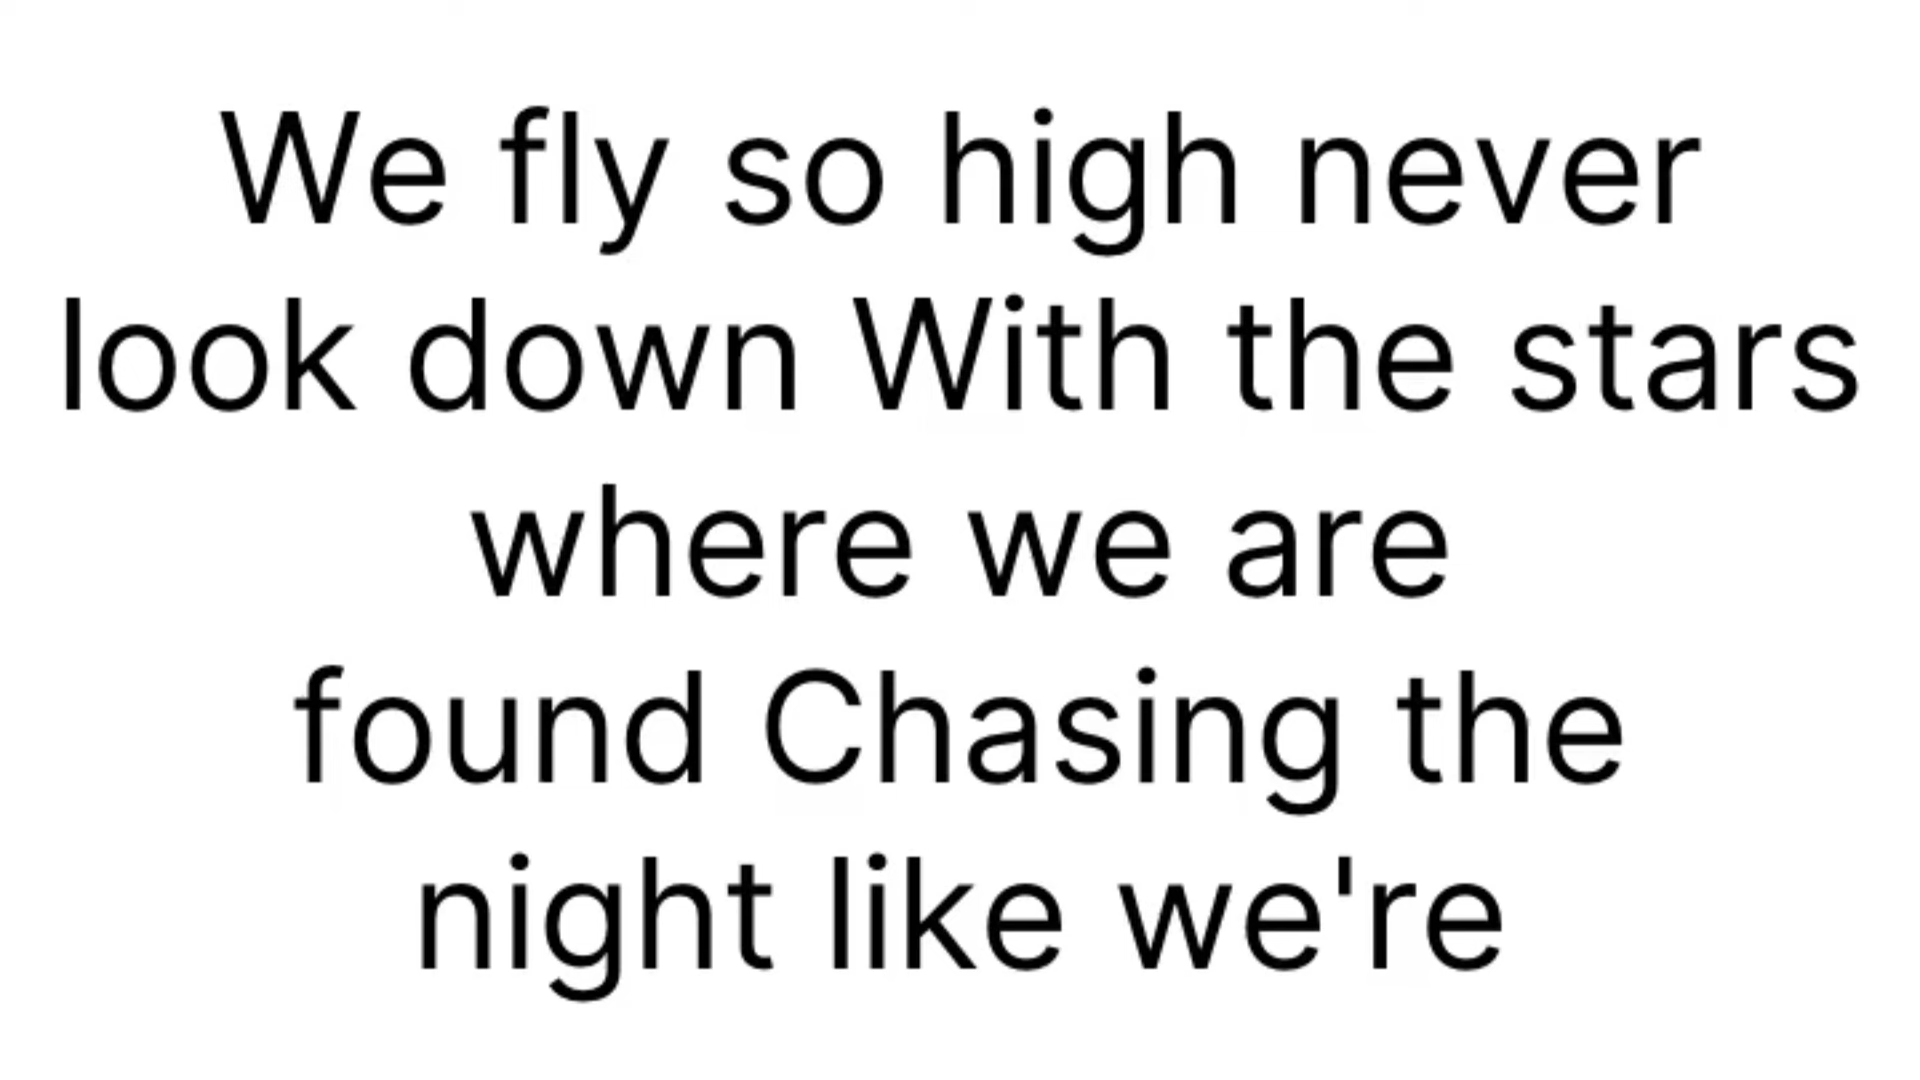 We fly so high never
look down With the stars
where we are
found Chasing the
night like we're